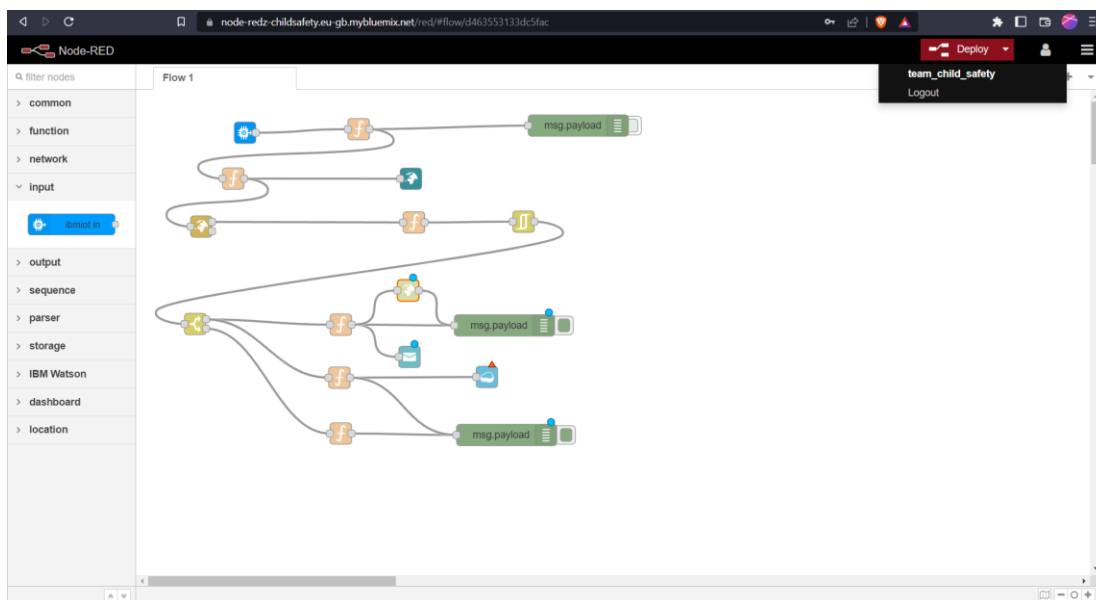 node-redz-childsafety.eu-gb.mybluemix.net/red/#flow/d463553133dc5fac
Node-RED
Deploy
filter nodes
Flow 1
team_child_safety
Logout
common
function
network
input
ibmiot in
output
sequence
parser
storage
IBM Watson
dashboard
location
msg.payload
msg.payload
msg.payload